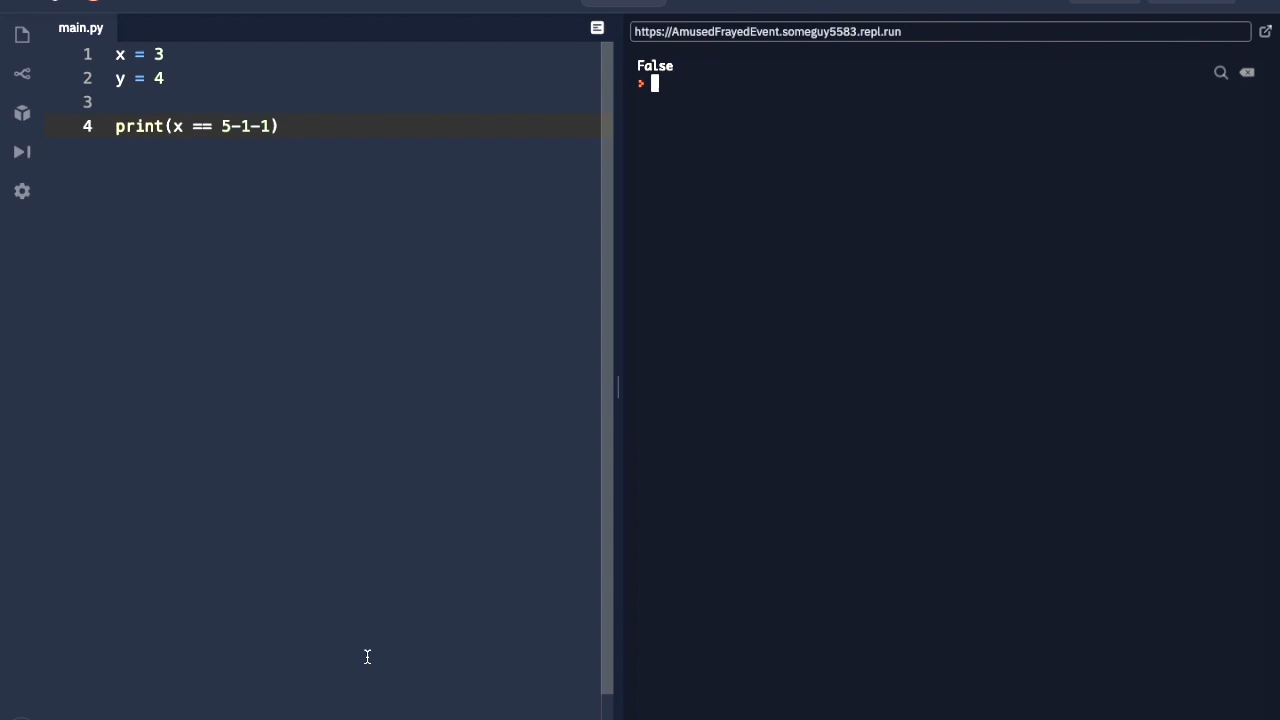 main.py
https://AmusedFrayedEvent.someguy5583.repl.run
1 x = 3
2 y = 4
3
4 print(x == 5-1-1)
False
>